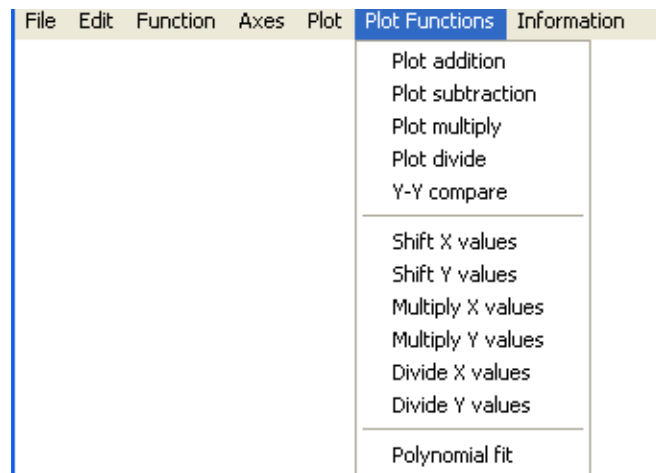 File Edit Function Axes Plot Plot Functions Information
Plot addition
Plot subtraction
Plot multiply
Plot divide
Y-Y compare
Shift X values
Shift Y values
Multiply X values
Multiply Y values
Divide X values
Divide Y values
Polynomial fit